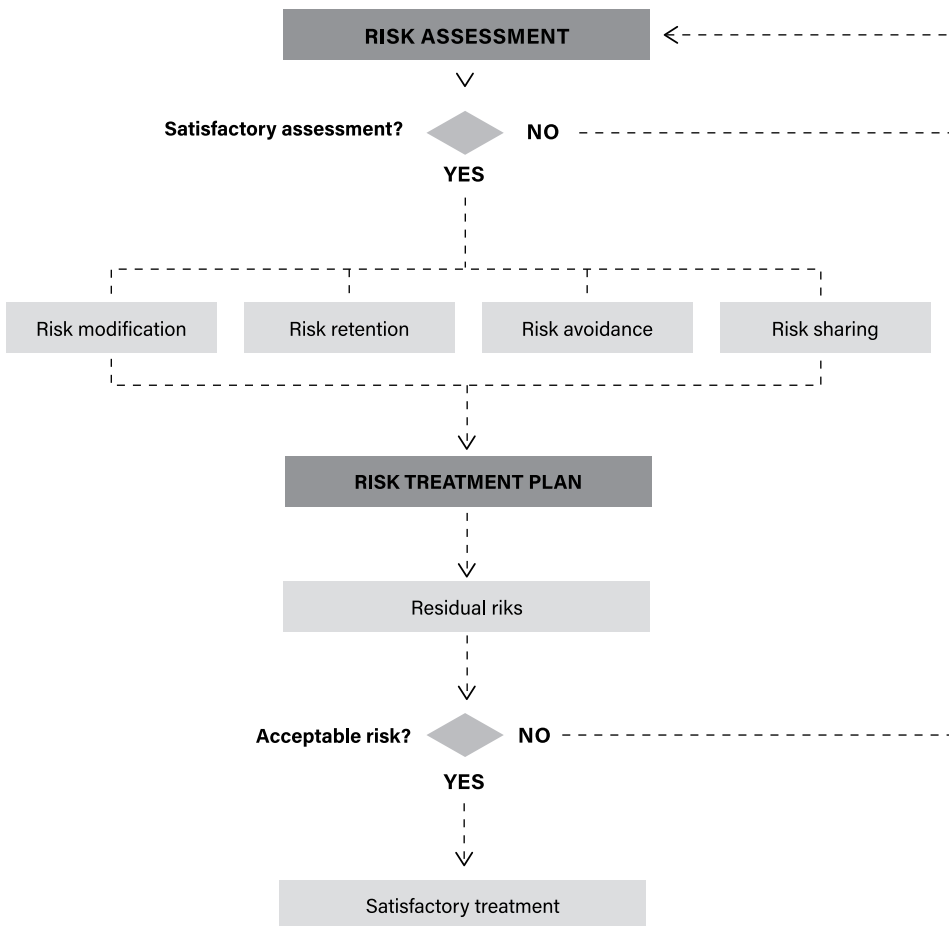 RISK ASSESSMENT
Satisfactory assessment?
NO
YES
Risk modification
Risk retention
Risk avoidance
Risk sharing
RISK TREATMENT PLAN
Residual riks
Acceptable risk?
NO
YES
Satisfactory treatment